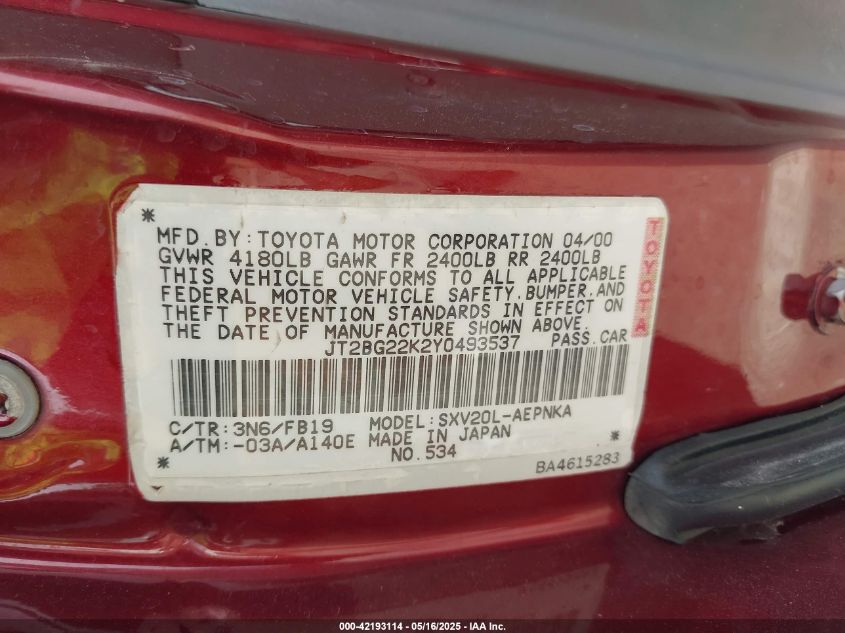 *
MFD.BY:TOYOTA MOTOR CORPORATION 04/00
GVWR 4180LB GAWR FR 2400LB RR 2400LB
THIS VEHICLE CONFORMS TO ALL APPLICABLE
FEDERAL MOTOR VEHICLE SAFETY,BUMPER,AND
THEFT PREVENTION STANDARDS IN EFFECT ON
THE DATE OF MANUFACTURE SHOWN ABOVE.
JT2BG22K2Y0493537 PASS.CAR
TOYOTA
C/TR:3N6/FB19 MODEL:SXV20L-AEPNKA
A/TM:-03A/A140E MADE IN JAPAN
* NO.534 BA4615283
000-42193114 - 05/16/2025 - IAA Inc.